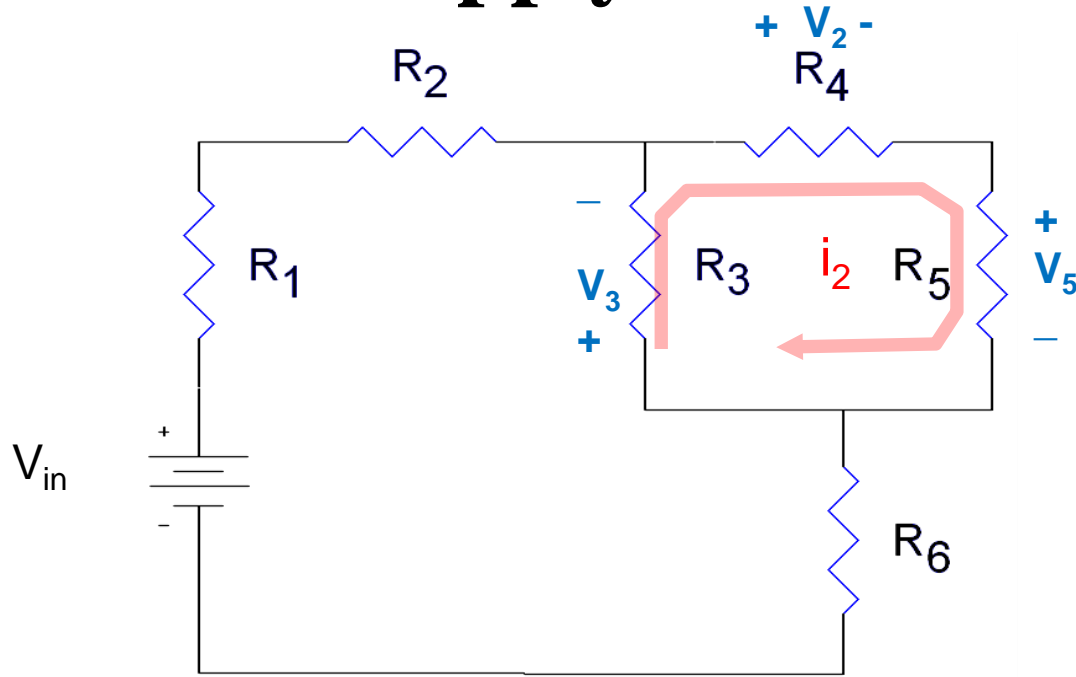 + V2 -
R2
R4
R1
–
V3
+
R3
i2
R5
+
V5
–
+
Vin
–
R6